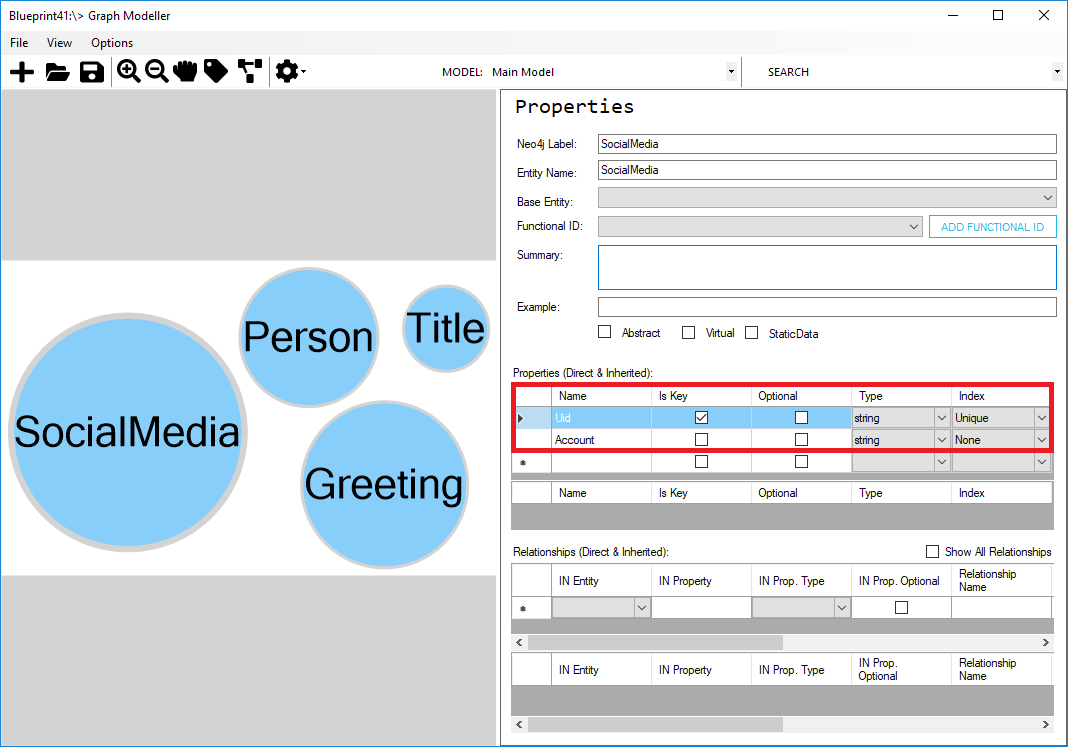 Blueprint41:\> Graph Modeller
File View Options
MODEL: Main Model SEARCH
Properties
Neo4j Label: SocialMedia
Entity Name: SocialMedia
Base Entity:
Functional ID: ADD FUNCTIONAL ID
Summary:
Example:
Abstract Virtual StaticData
Properties (Direct & Inherited):
Name Is Key Optional Type Index
Uid string Unique
Account string None
Name Is Key Optional Type Index
Relationships (Direct & Inherited): Show All Relationships
IN Entity IN Property IN Prop. Type IN Prop. Optional Relationship
Name
IN Entity IN Property IN Prop. Type IN Prop. Relationship
Optional Name
Person
Title
SocialMedia
Greeting